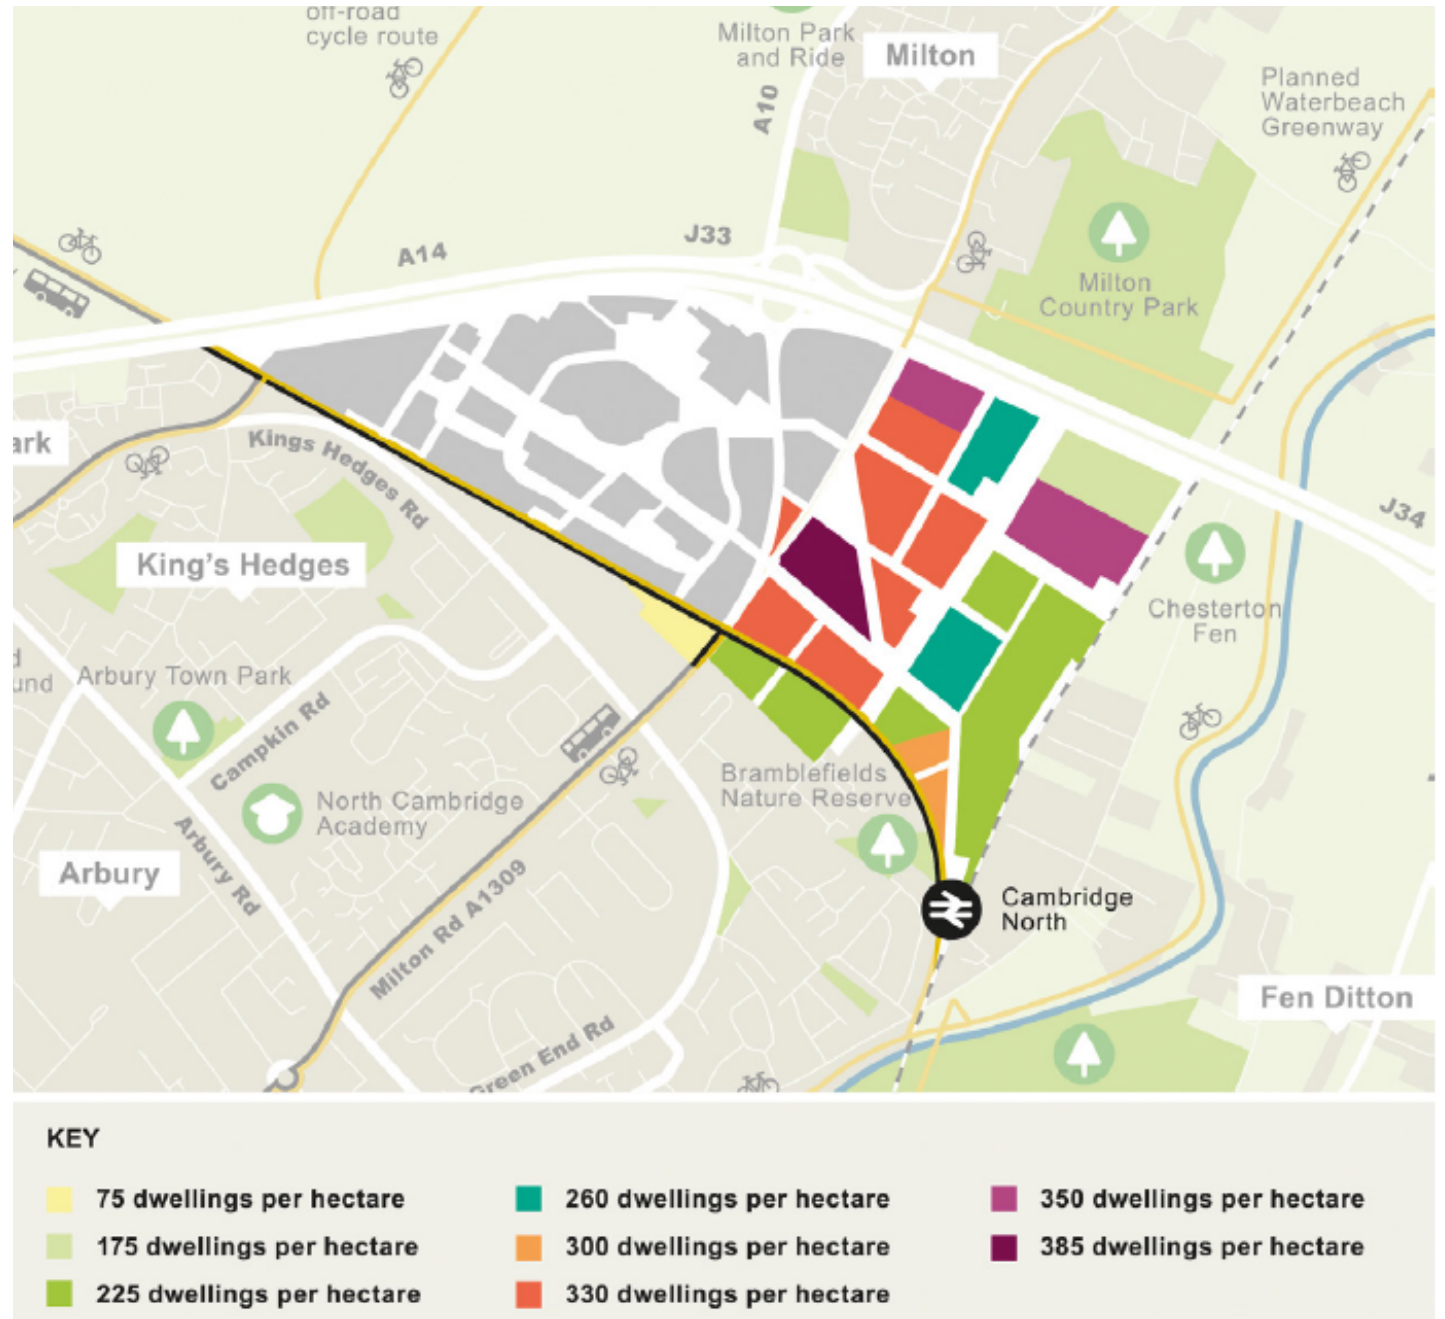 off-road
cycle route
Milton Park
and Ride
Milton
A10
Planned
Waterbeach
Greenway
J33
A14
Milton
Country Park
ark
Kings Hedges Rd
J34
King's Hedges
Chesterton
Fen
Arbury Town Park
und
Campkin Rd
Bramblefields
Nature Reserve
North Cambridge
Academy
Arbury Rd
Arbury
Milton Rd A1309
Cambridge
North
Fen Ditton
Green End Rd
KEY
75 dwellings per hectare
175 dwellings per hectare
225 dwellings per hectare
260 dwellings per hectare
300 dwellings per hectare
330 dwellings per hectare
350 dwellings per hectare
385 dwellings per hectare